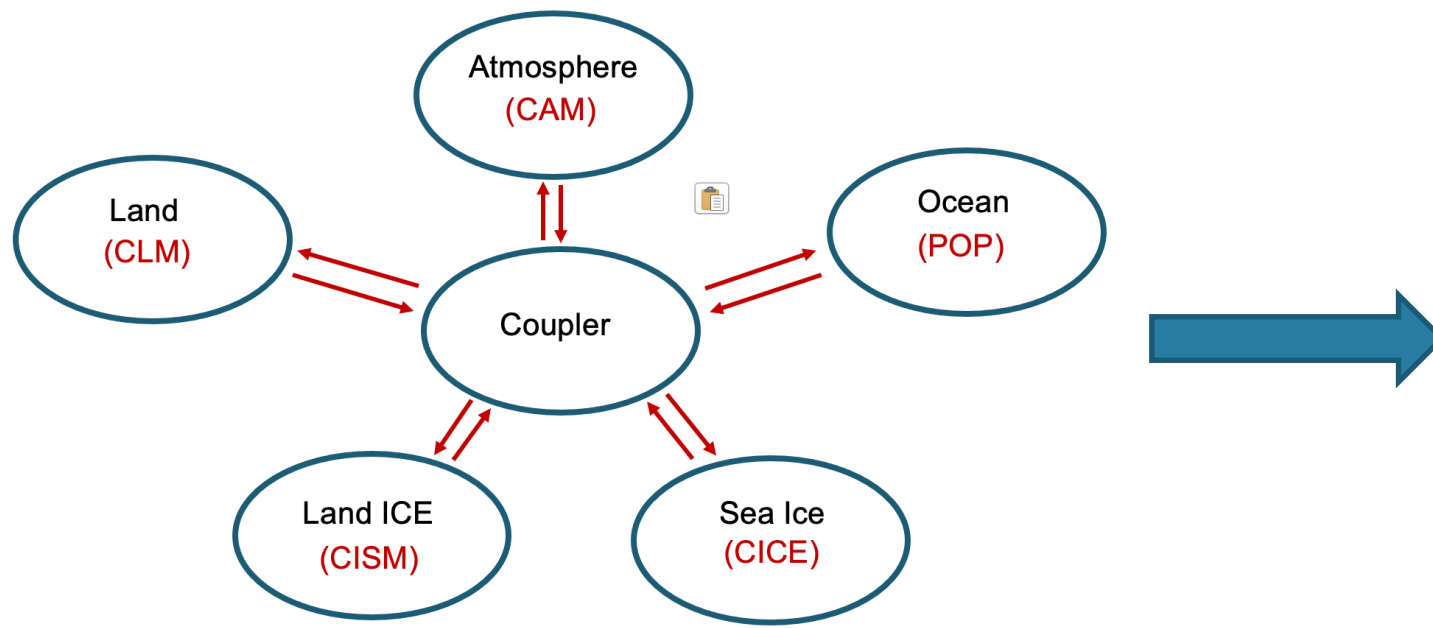 Atmosphere
(CAM)
Land
(CLM)
Ocean
(POP)
Coupler
Land ICE
(CISM)
Sea Ice
(CICE)